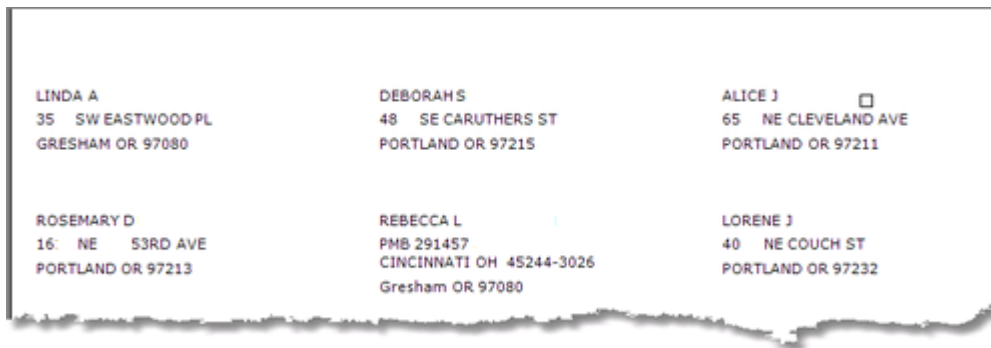 LINDA A
35 SW EASTWOOD PL
GRESHAM OR 97080
DEBORAH S
48 SE CARUTHERS ST
PORTLAND OR 97215
ALICE J
65 NE CLEVELAND AVE
PORTLAND OR 97211
ROSEMARY D
16 NE 53RD AVE
PORTLAND OR 97213
REBECCA L
PMB 291457
CINCINNATI OH 45244-3026
Gresham OR 97080
LORENE J
40 NE COUCH ST
PORTLAND OR 97232